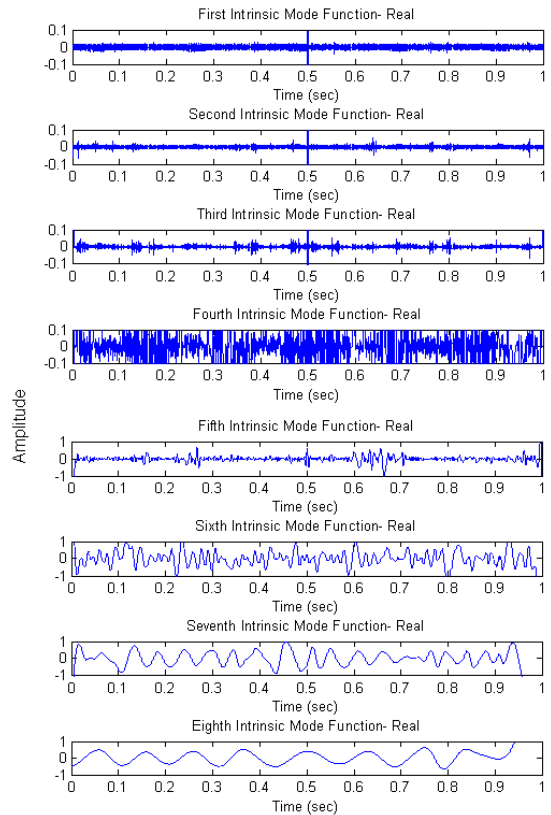 First Intrinsic Mode Function- Real
0.1
0
-0.1
0 0.1 0.2 0.3 0.4 0.5 0.6 0.7 0.8 0.9 1
Time (sec)
Second Intrinsic Mode Function- Real
0.1
0
-0.1
0 0.1 0.2 0.3 0.4 0.5 0.6 0.7 0.8 0.9 1
Time (sec)
Third Intrinsic Mode Function- Real
0.1
0
-0.1
0 0.1 0.2 0.3 0.4 0.5 0.6 0.7 0.8 0.9 1
Time (sec)
Fourth Intrinsic Mode Function- Real
0.1
0
-0.1
0 0.1 0.2 0.3 0.4 0.5 0.6 0.7 0.8 0.9 1
Time (sec)
Amplitude
Fifth Intrinsic Mode Function- Real
1
0
-1
0 0.1 0.2 0.3 0.4 0.5 0.6 0.7 0.8 0.9 1
Time (sec)
Sixth Intrinsic Mode Function- Real
1
0
-1
0 0.1 0.2 0.3 0.4 0.5 0.6 0.7 0.8 0.9 1
Time (sec)
Seventh Intrinsic Mode Function- Real
1
0
-1
0 0.1 0.2 0.3 0.4 0.5 0.6 0.7 0.8 0.9 1
Time (sec)
Eighth Intrinsic Mode Function- Real
1
0
-1
0 0.1 0.2 0.3 0.4 0.5 0.6 0.7 0.8 0.9 1
Time (sec)